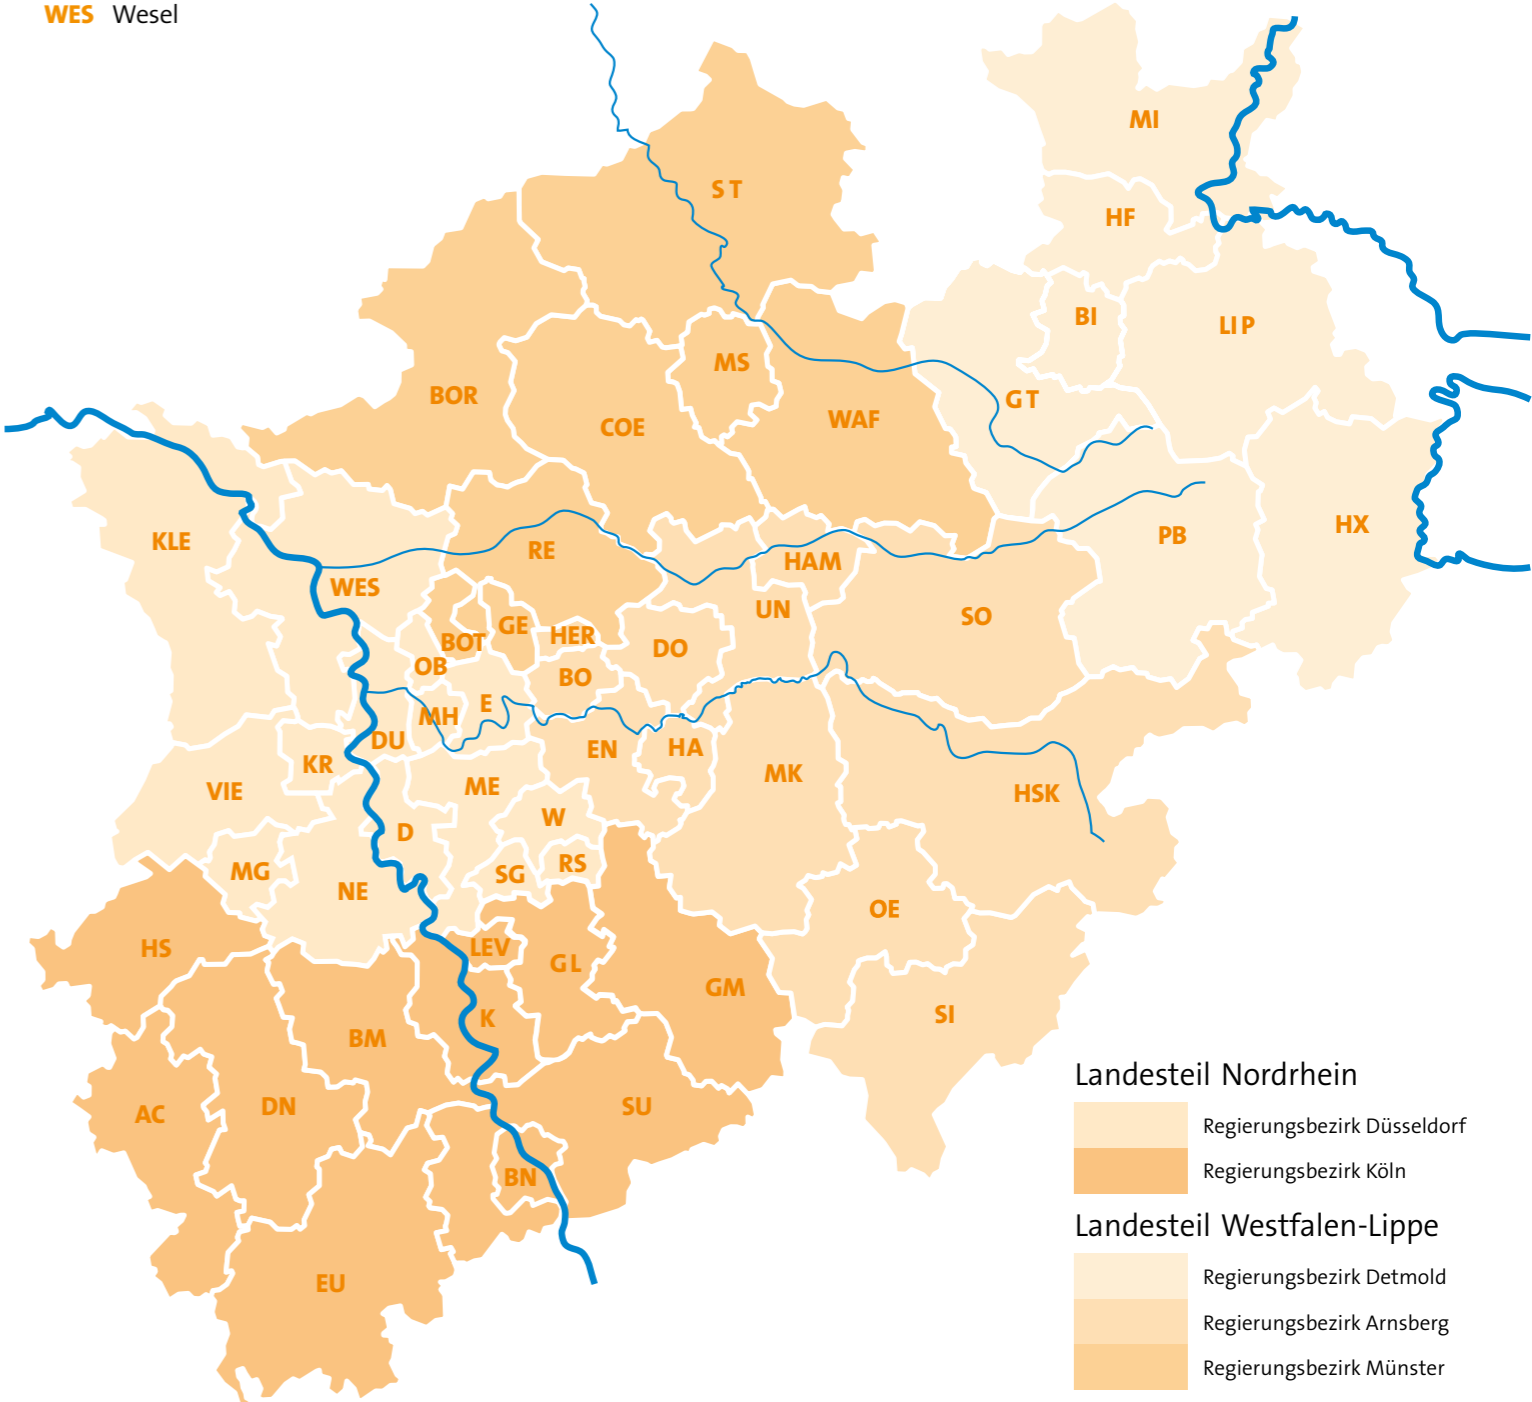 WES Wesel
MI
ST
HF
BI
LIP
MS
BOR
GT
COE
WAF
HX
PB
KLE
RE
HAM
WES
UN
SO
GE
HER
BOT
DO
OB
BO
E
MH
DU
EN
HA
KR
MK
VIE
ME
HSK
W
D
RS
MG
SG
NE
OE
HS
LEV
GL
GM
SI
K
BM
Landesteil Nordrhein
DN
SU
AC
Regierungsbezirk Düsseldorf
Regierungsbezirk Köln
BN
Landesteil Westfalen-Lippe
EU
Regierungsbezirk Detmold
Regierungsbezirk Arnsberg
Regierungsbezirk Münster